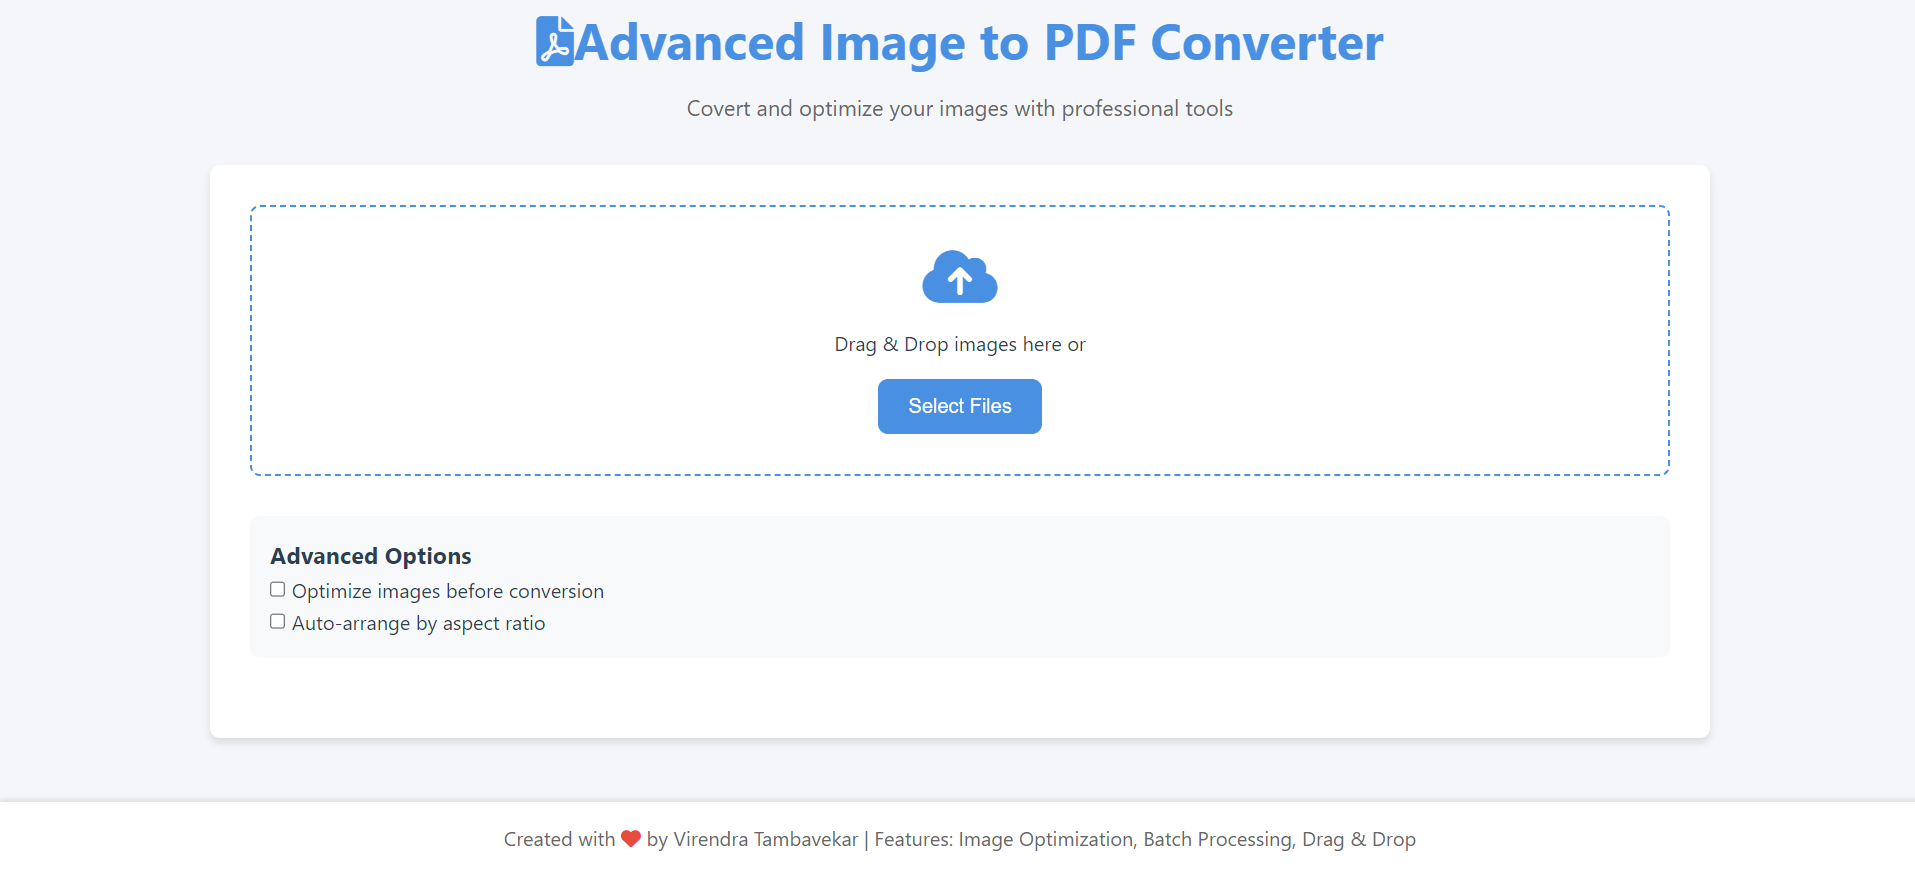 Advanced Image to PDF Converter
Covert and optimize your images with professional tools
Drag & Drop images here or
Select Files
Advanced Options
Optimize images before conversion
Auto-arrange by aspect ratio
Created with ❤ by Virendra Tambavekar | Features: Image Optimization, Batch Processing, Drag & Drop